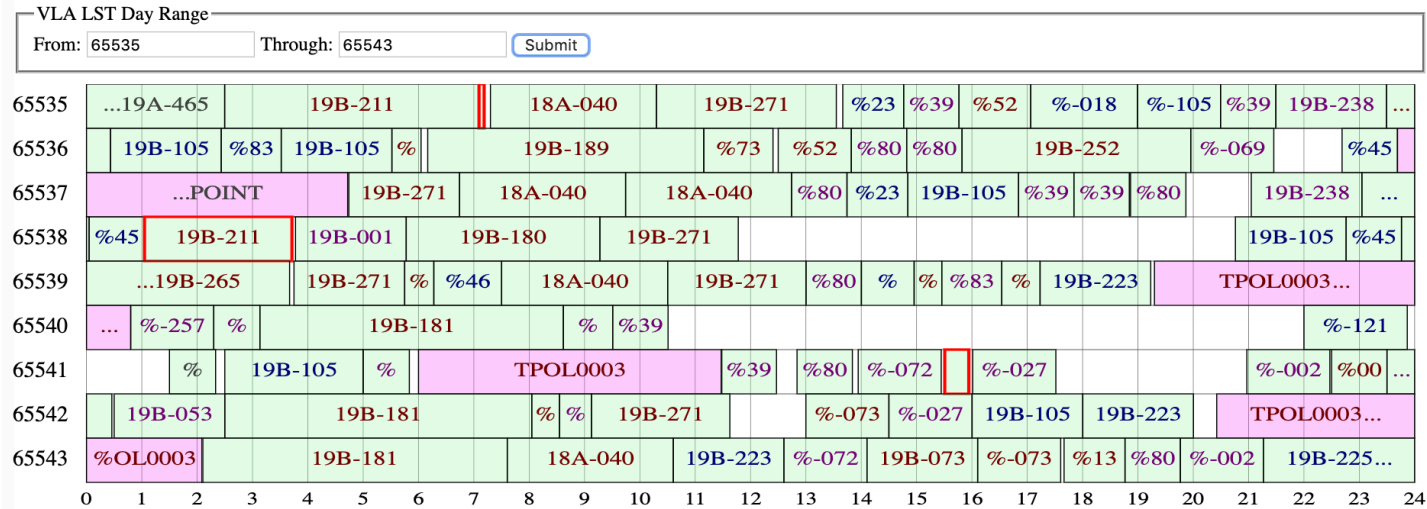 VLA LST Day Range
From: 65535 Through: 65543 Submit
65535 ...19A-465 19B-211 18A-040 19B-271 %23 %39 %52 %-018 %-105 %39 19B-238 ...
65536 19B-105 %83 19B-105 % 19B-189 %73 %52 %80 %80 19B-252 %-069 %45
65537 ...POINT 19B-271 18A-040 18A-040 %80 %23 19B-105 %39 %39 %80 19B-238 ...
65538 %45 19B-211 19B-001 19B-180 19B-271 19B-105 %45
65539 ...19B-265 19B-271 % %46 18A-040 19B-271 %80 % % %83 % 19B-223 TPOL0003...
65540 ... %-257 % 19B-181 % %39 %-121
65541 % 19B-105 % TPOL0003 %39 %80 %-072 %-027 %-002 %00 ...
65542 19B-053 19B-181 % % 19B-271 %-073 %-027 19B-105 19B-223 TPOL0003...
65543 %OL0003 19B-181 18A-040 19B-223 %-072 19B-073 %-073 %13 %80 %-002 19B-225...
0 1 2 3 4 5 6 7 8 9 10 11 12 13 14 15 16 17 18 19 20 21 22 23 24